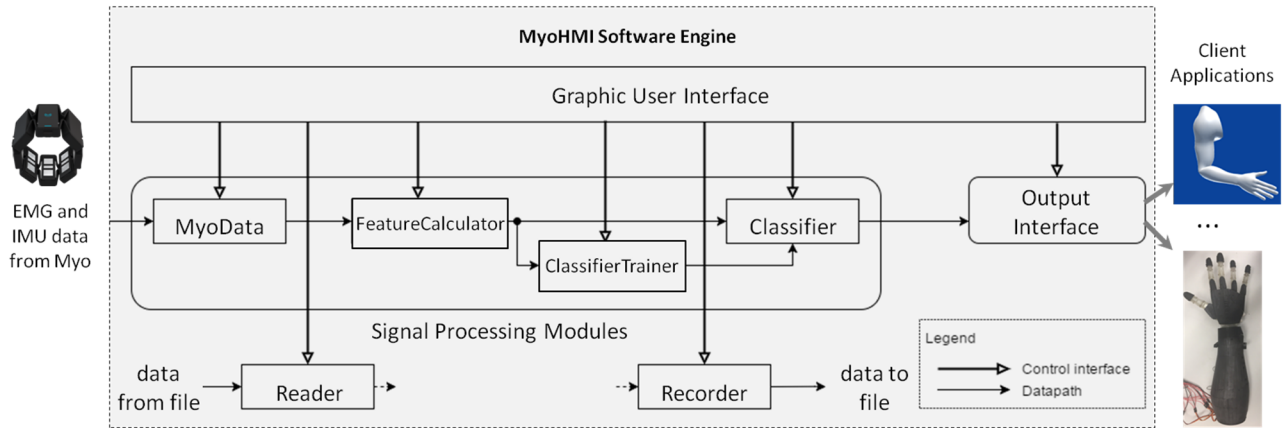 MyoHMI Software Engine
Graphic User Interface
Client
Applications
EMG and
IMU data
from Myo
MyoData
FeatureCalculator
ClassifierTrainer
Classifier
Output
Interface
...
Signal Processing Modules
data
from file
Reader
Recorder
data to
file
Legend
Control interface
Datapath